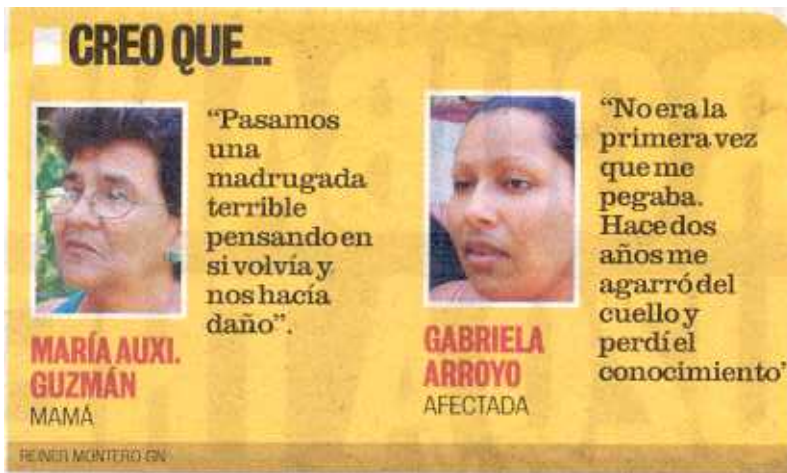 CREO QUE...
“Pasamos
una
madrugada
terrible
pensando en
si volvía y
nos hacía
daño”.
MARÍA AUXI.
GUZMÁN
MAMÁ
“No era la
primera vez
que me
pegaba.
Hace dos
años me
agarró del
cuello y
perdí el
conocimiento”
GABRIELA
ARROYO
AFECTADA
REINER MONTERO GN